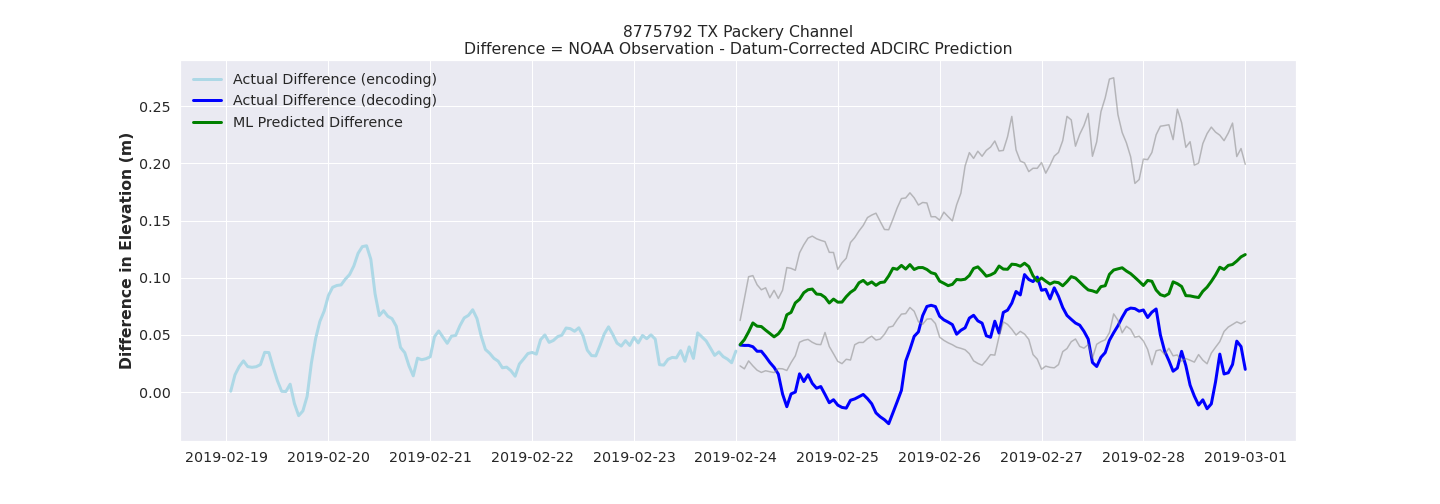 8775792 TX Packery Channel
Difference = NOAA Observation - Datum-Corrected ADCIRC Prediction
Actual Difference (encoding)
Actual Difference (decoding)
ML Predicted Difference
Difference in Elevation (m)
0.25
0.20
0.15
0.10
0.05
0.00
2019-02-19 2019-02-20 2019-02-21 2019-02-22 2019-02-23 2019-02-24 2019-02-25 2019-02-26 2019-02-27 2019-02-28 2019-03-01